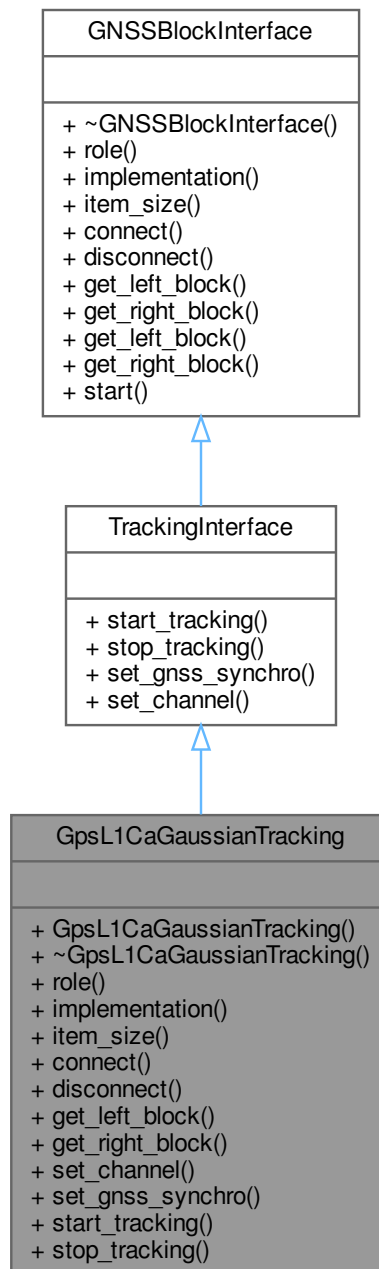 GNSSBlockInterface
+ ~GNSSBlockInterface()
+ role()
+ implementation()
+ item_size()
+ connect()
+ disconnect()
+ get_left_block()
+ get_right_block()
+ get_left_block()
+ get_right_block()
+ start()
TrackingInterface
+ start_tracking()
+ stop_tracking()
+ set_gnss_synchro()
+ set_channel()
GpsL1CaGaussianTracking
+ GpsL1CaGaussianTracking()
+ ~GpsL1CaGaussianTracking()
+ role()
+ implementation()
+ item_size()
+ connect()
+ disconnect()
+ get_left_block()
+ get_right_block()
+ set_channel()
+ set_gnss_synchro()
+ start_tracking()
+ stop_tracking()